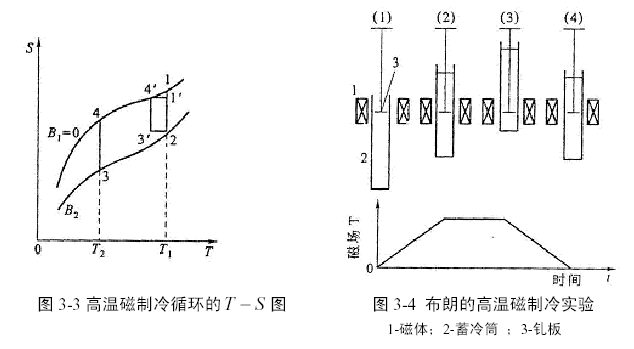 S
1
4′
1′
4
B₁=0
3′
2
3
B₂
0
T₂
T₁
T
图 3-3 高温磁制冷循环的 T－S 图
(1)
(2)
(3)
(4)
3
1
2
磁场 T
0
时间
t
图 3-4 布朗的高温磁制冷实验
1-磁体；2-蓄冷筒 ；3-钆板